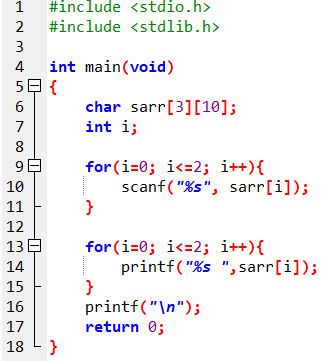 1 #include <stdio.h>
2 #include <stdlib.h>
3
4 int main(void)
5 {
6     char sarr[3][10];
7     int i;
8
9     for(i=0; i<=2; i++){
10         scanf("%s", sarr[i]);
11     }
12
13     for(i=0; i<=2; i++){
14         printf("%s ",sarr[i]);
15     }
16     printf("\n");
17     return 0;
18 }